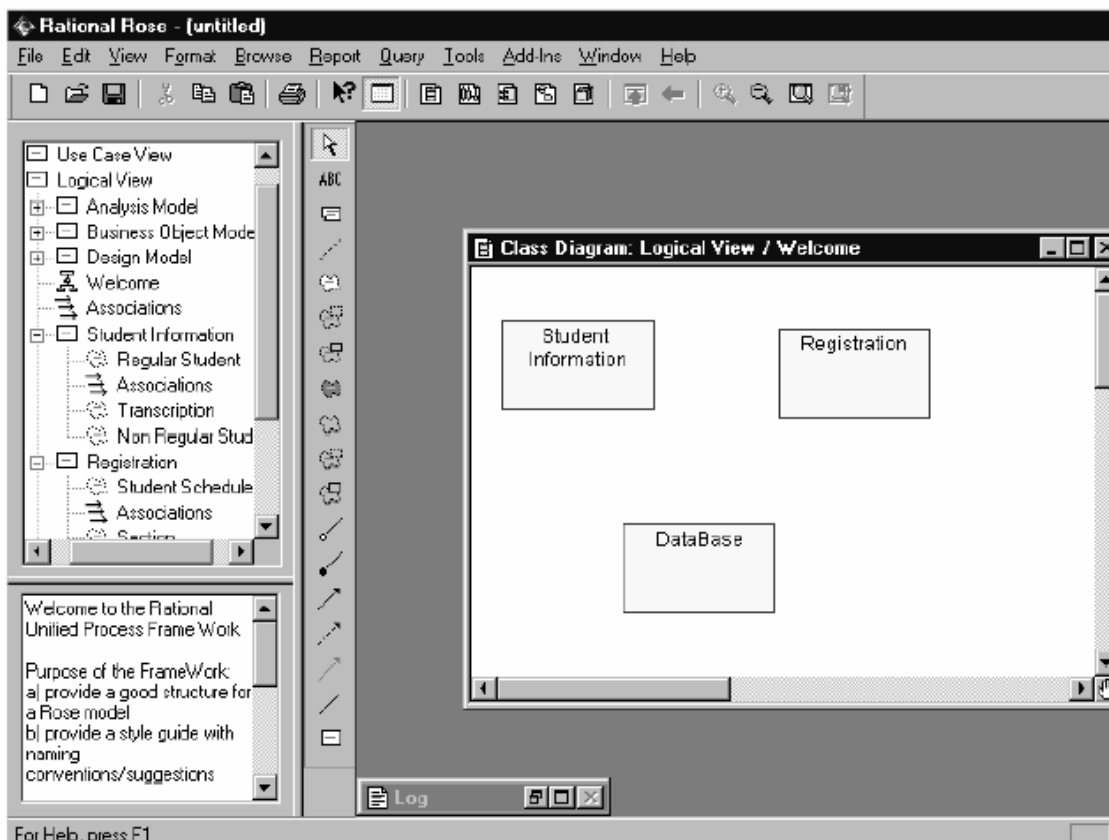 Rational Rose - (untitled)
File Edit View Format Browse Report Query Tools Add-Ins Window Help
Use Case View
Logical View
Analysis Model
Business Object Mode
Design Model
Welcome
Associations
Student Information
Regular Student
Associations
Transcription
Non Regular Stud
Registration
Student Schedule
Associations
Section
Welcome to the Rational
Unified Process Frame Work
Purpose of the FrameWork:
a) provide a good structure for
a Rose model
b) provide a style guide with
naming
conventions/suggestions
ABC
Class Diagram: Logical View / Welcome
Student
Information
Registration
DataBase
Log
For Help, press F1